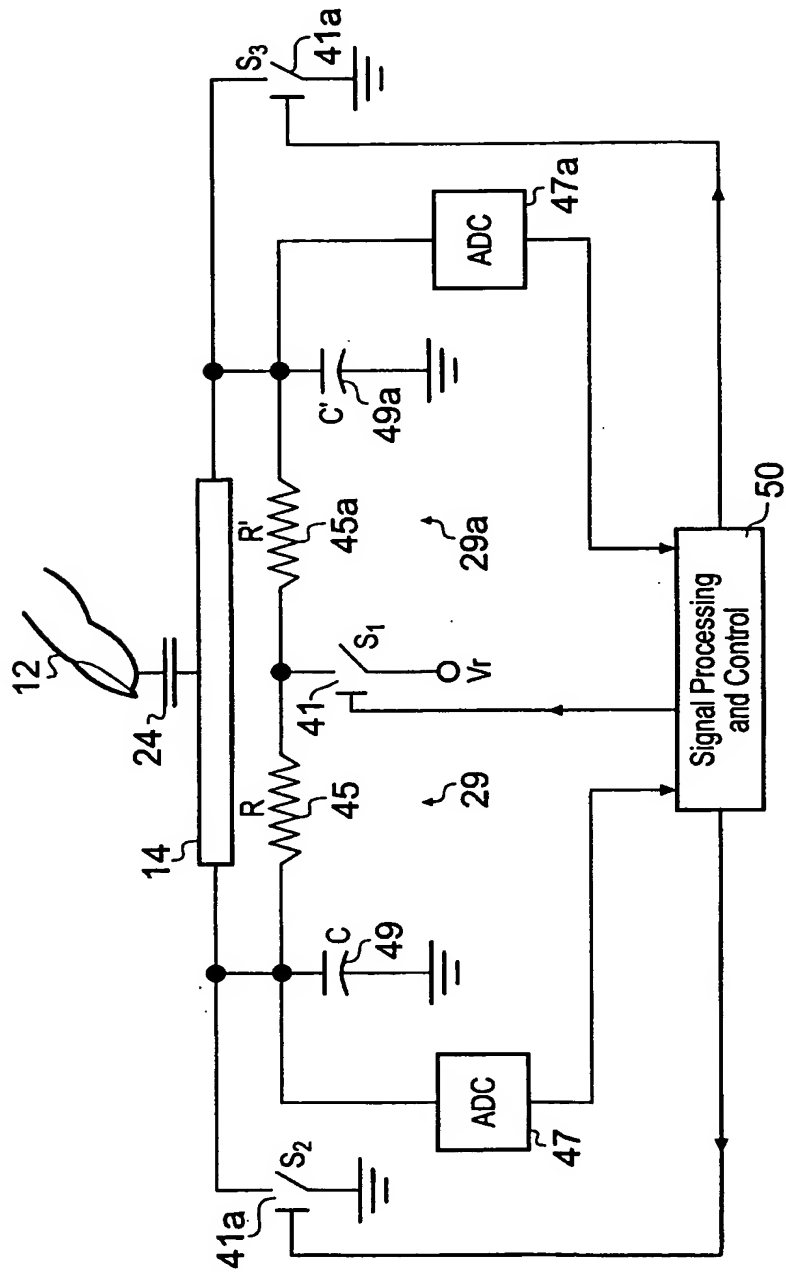 12
24
14
S3
41a
R
45
R'
45a
C'
49a
ADC
47a
S1
41
Vr
29
29a
C
49
ADC
47
S2
41a
Signal Processing
and Control
50